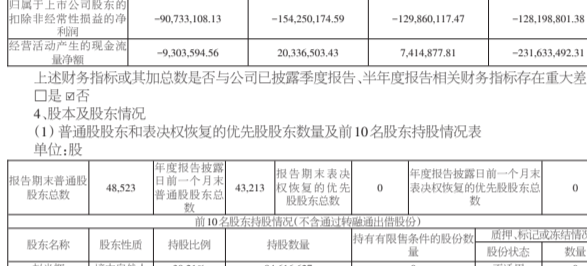 归属于上市公司股东的
扣除非经常性损益的净
利润
-90,733,108.13 -154,250,174.59 -129,860,117.47 -128,198,801.38
经营活动产生的现金流
量净额
-9,303,594.56 20,336,503.43 7,414,877.81 -231,633,492.31
上述财务指标或其加总数是否与公司已披露季度报告、半年度报告相关财务指标存在重大差
□是 ☑否
4、股本及股东情况
(1) 普通股股东和表决权恢复的优先股股东数量及前10名股东持股情况表
单位:股
报告期末普通股
股东总数
48,523
年度报告披露
日前一个月末
普通股股东总
数
43,213
报告期末表决
权恢复的优先
股股东总数
0
年度报告披露日前一个月末
表决权恢复的优先股股东总
数
0
前10名股东持股情况(不含通过转融通出借股份)
股东名称 股东性质 持股比例 持股数量
持有有限售条件的股份数
量
质押、标记或冻结情
股份状态 数量